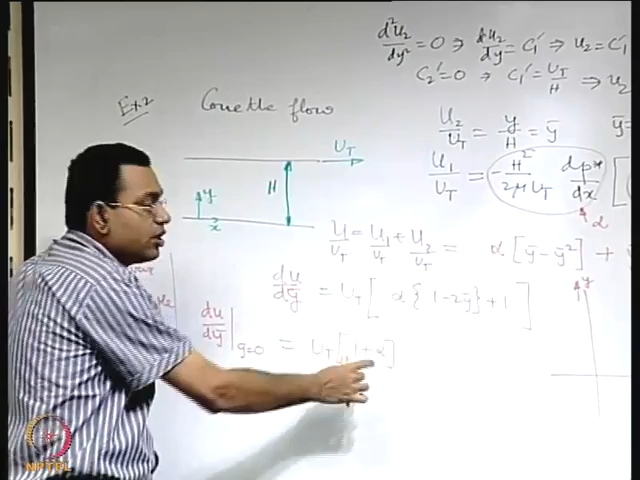 d²u₂/dy² = 0 ⇒ du₂/dy = C₁' ⇒ u₂ = C₁'
C₂' = 0 ⇒ C₁' = U_T/H ⇒ u₂
Ex.2 Couette flow
U_T
H
y
x
u₂/U_T = y/H = ȳ
ȳ
u₁/U_T = -H²/2μU_T dp*/dx [
α
u/U_T = u₁/U_T + u₂/U_T = α[ȳ-ȳ²] +
y
du/dȳ = U_T[α{1-2ȳ}+1]
du/dȳ|ȳ=0 = U_T[1+α]
NPTEL